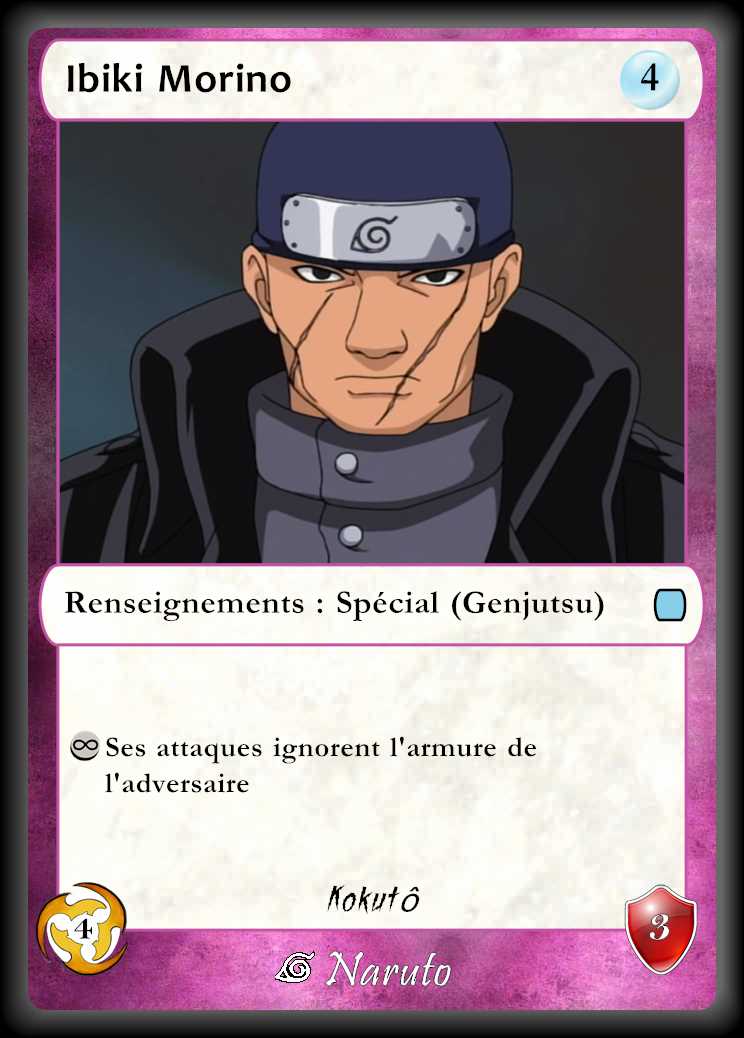 Ibiki Morino
4
Renseignements : Spécial (Genjutsu)
∞ Ses attaques ignorent l'armure de
l'adversaire
Kokutô
4
3
Naruto